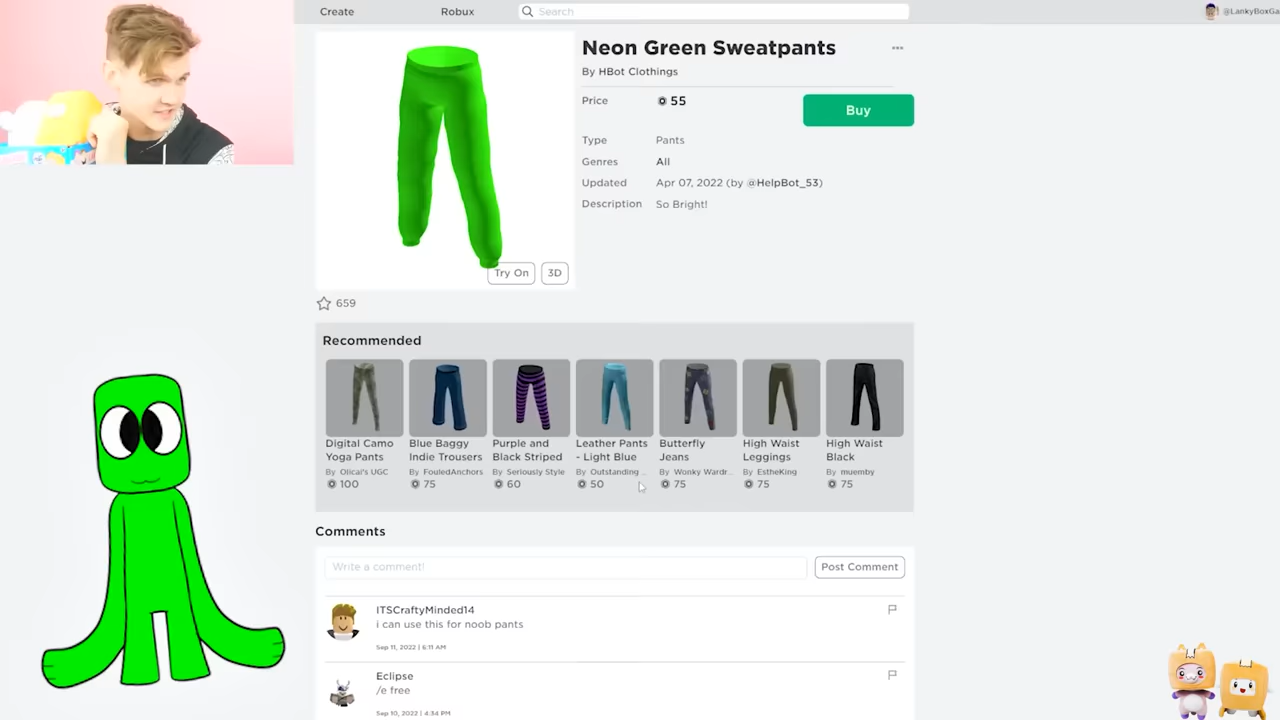 Create
Robux
Search
@LankyBoxGa
Neon Green Sweatpants
By HBot Clothings
Price 55
Buy
Type Pants
Genres All
Updated Apr 07, 2022 (by @HelpBot_53)
Description So Bright!
Try On
3D
659
Recommended
Digital Camo
Yoga Pants
By Olicai's UGC
100
Blue Baggy
Indie Trousers
By FouledAnchors
75
Purple and
Black Striped
By Seriously Style
60
Leather Pants
- Light Blue
By Outstanding ...
50
Butterfly
Jeans
By Wonky Wardr...
75
High Waist
Leggings
By EstheKing
75
High Waist
Black
By muemby
75
Comments
Write a comment!
Post Comment
ITSCraftyMinded14
i can use this for noob pants
Sep 11, 2022 | 6:11 AM
Eclipse
/e free
Sep 10, 2022 | 4:34 PM